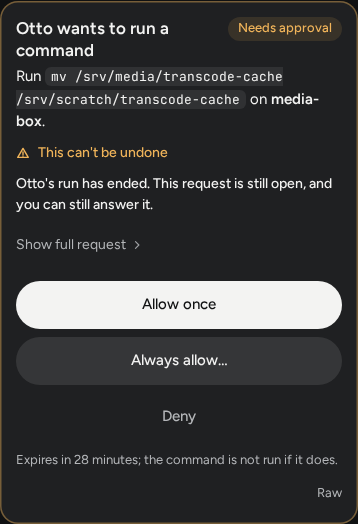 Otto wants to run a
command
Needs approval
Run mv /srv/media/transcode-cache
/srv/scratch/transcode-cache on media-
box.
This can't be undone
Otto's run has ended. This request is still open, and
you can still answer it.
Show full request
Allow once
Always allow...
Deny
Expires in 28 minutes; the command is not run if it does.
Raw